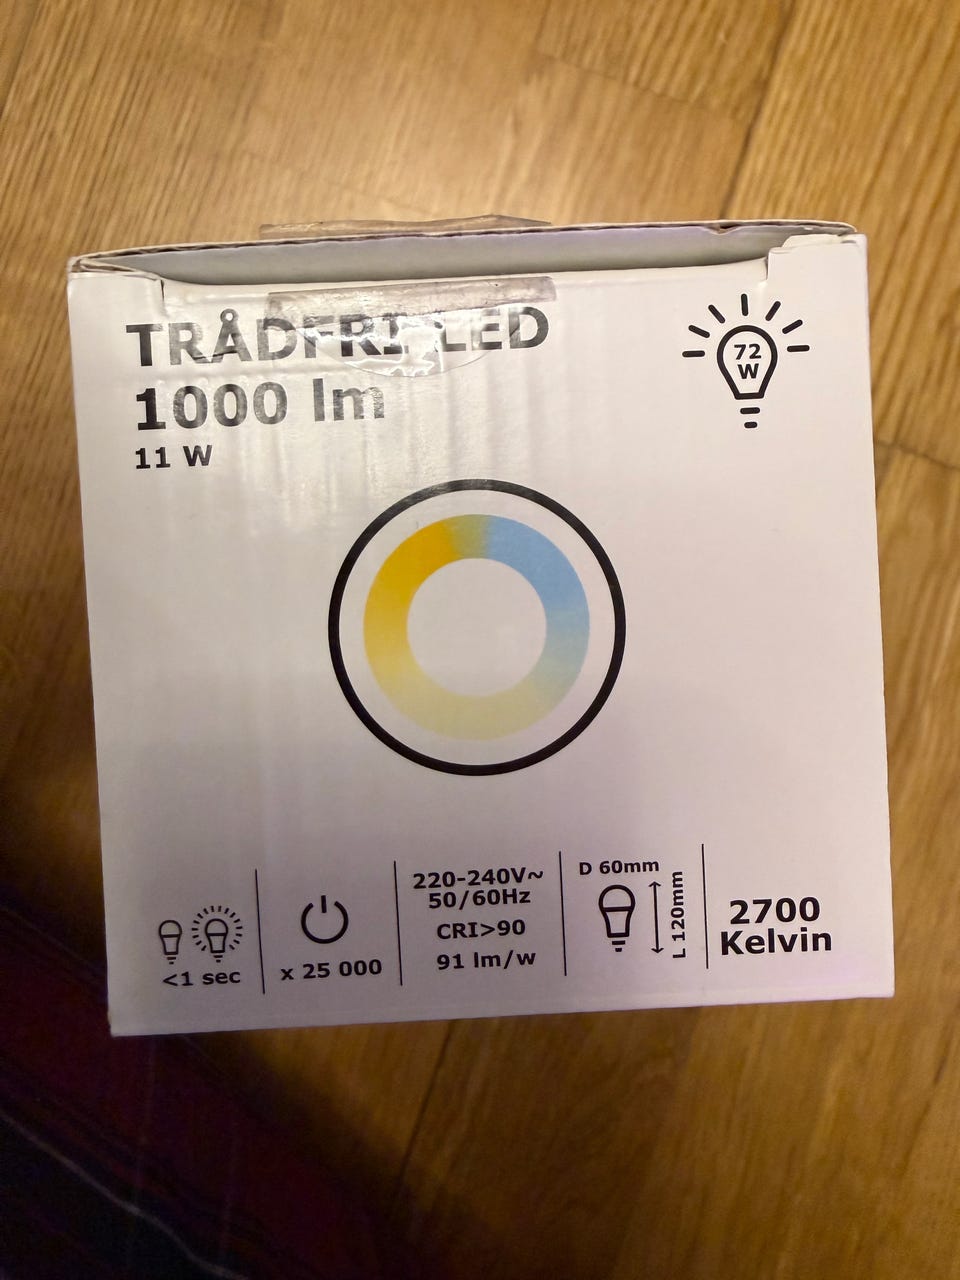 TRÅDFRI LED
1000 lm
11 W
72
W
<1 sec
x 25 000
220-240V~
50/60Hz
CRI>90
91 lm/w
D 60mm
L 120mm
2700
Kelvin